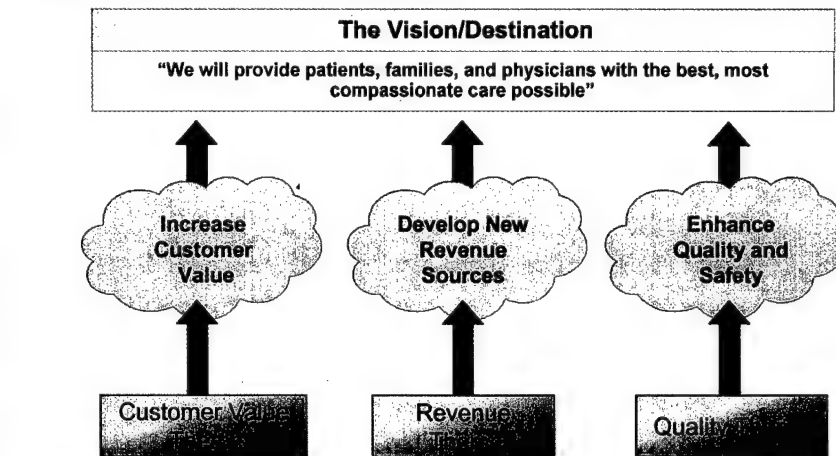 The Vision/Destination
"We will provide patients, families, and physicians with the best, most
compassionate care possible"
Increase
Customer
Value
Develop New
Revenue
Sources
Enhance
Quality and
Safety
Customer Value
Revenue
Quality